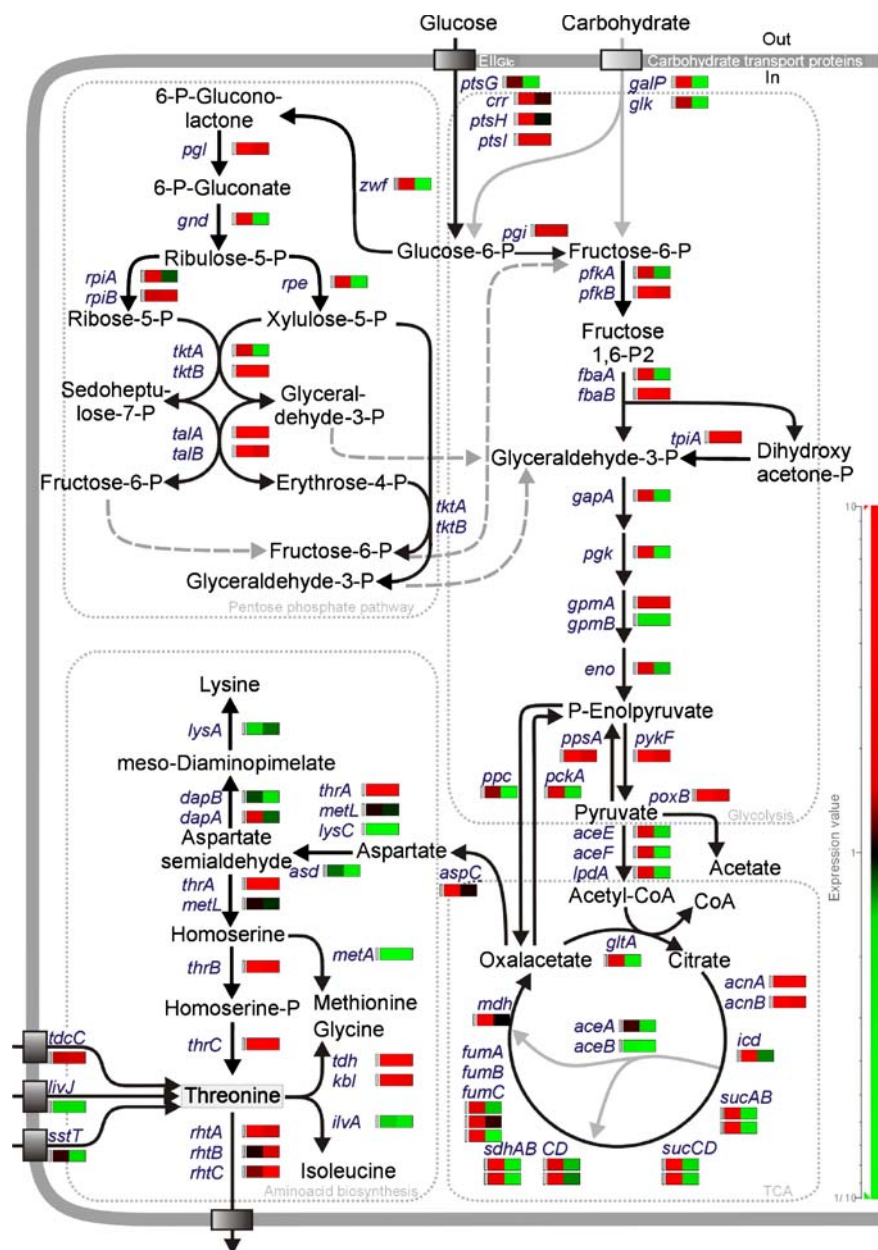 Glucose
Carbohydrate
Out
EIIGlc
Carbohydrate transport proteins
In
ptsG
crr
ptsH
ptsI
galP
glk
6-P-Glucono-
lactone
pgl
6-P-Gluconate
zwf
gnd
Ribulose-5-P
Glucose-6-P
pgi
Fructose-6-P
rpiA
rpiB
rpe
pfkA
pfkB
Ribose-5-P
Xylulose-5-P
Fructose
1,6-P2
tktA
tktB
fbaA
fbaB
Sedoheptu-
lose-7-P
Glyceral-
dehyde-3-P
talA
talB
tpiA
Glyceraldehyde-3-P
Dihydroxy
acetone-P
Fructose-6-P
Erythrose-4-P
gapA
tktA
tktB
Fructose-6-P
pgk
Glyceraldehyde-3-P
Pentose phosphate pathway
gpmA
gpmB
eno
Lysine
P-Enolpyruvate
lysA
ppsA
pykF
meso-Diaminopimelate
ppc
pckA
poxB
dapB
dapA
thrA
metL
lysC
Pyruvate
Glycolysis
Aspartate
semialdehyde
asd
Aspartate
aceE
aceF
lpdA
Acetate
thrA
metL
aspC
Acetyl-CoA
CoA
Homoserine
gltA
metA
Oxalacetate
Citrate
thrB
acnA
acnB
Homoserine-P
Methionine
Glycine
mdh
aceA
aceB
icd
tdcC
thrC
tdh
kbl
fumA
fumB
fumC
livJ
Threonine
sucAB
sstT
ilvA
rhtA
rhtB
rhtC
sdhAB
CD
sucCD
Isoleucine
Aminoacid biosynthesis
TCA
10
Expression value
1
1/10